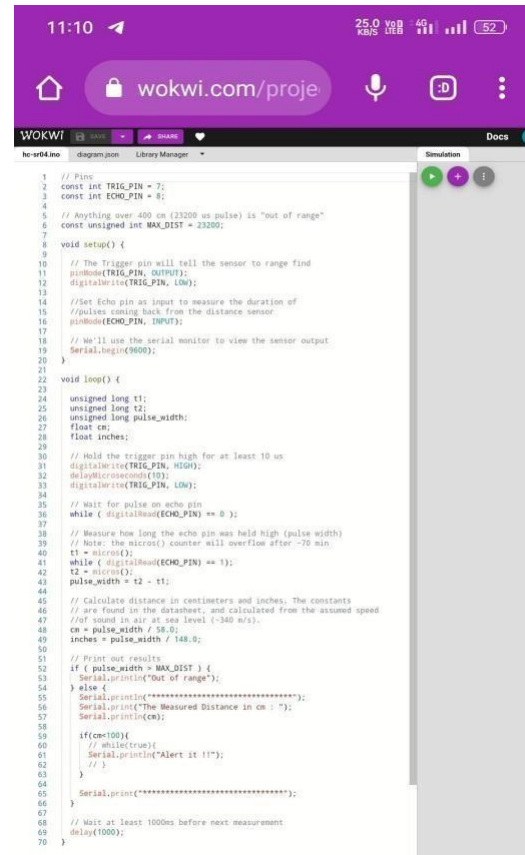 11:10
25.0 KB/S
Vo) LTE
4G
52
wokwi.com/proje
:D
WOKWI
SAVE
SHARE
Docs
hc-sr04.ino
diagram.json
Library Manager
Simulation
1 // Pins
2 const int TRIG_PIN = 7;
3 const int ECHO_PIN = 8;
4
5 // Anything over 400 cm (23200 us pulse) is "out of range"
6 const unsigned int MAX_DIST = 23200;
7
8 void setup() {
9
10 // The Trigger pin will tell the sensor to range find
11 pinMode(TRIG_PIN, OUTPUT);
12 digitalWrite(TRIG_PIN, LOW);
13
14 //Set Echo pin as input to measure the duration of
15 //pulses coming back from the distance sensor
16 pinMode(ECHO_PIN, INPUT);
17
18 // We'll use the serial monitor to view the sensor output
19 Serial.begin(9600);
20 }
21
22 void loop() {
23
24 unsigned long t1;
25 unsigned long t2;
26 unsigned long pulse_width;
27 float cm;
28 float inches;
29
30 // Hold the trigger pin high for at least 10 us
31 digitalWrite(TRIG_PIN, HIGH);
32 delayMicroseconds(10);
33 digitalWrite(TRIG_PIN, LOW);
34
35 // Wait for pulse on echo pin
36 while ( digitalRead(ECHO_PIN) == 0 );
37
38 // Measure how long the echo pin was held high (pulse width)
39 // Note: the micros() counter will overflow after ~70 min
40 t1 = micros();
41 while ( digitalRead(ECHO_PIN) == 1);
42 t2 = micros();
43 pulse_width = t2 - t1;
44
45 // Calculate distance in centimeters and inches. The constants
46 // are found in the datasheet, and calculated from the assumed speed
47 //of sound in air at sea level (~340 m/s).
48 cm = pulse_width / 58.0;
49 inches = pulse_width / 148.0;
50
51 // Print out results
52 if ( pulse_width > MAX_DIST ) {
53 Serial.println("Out of range");
54 } else {
55 Serial.println("********************************");
56 Serial.print("The Measured Distance in cm : ");
57 Serial.println(cm);
58
59 if(cm<100){
60 // while(true){
61 Serial.println("Alert it !!");
62 // }
63 }
64
65 Serial.print("********************************");
66 }
67
68 // Wait at least 1000ms before next measurement
69 delay(1000);
70 }